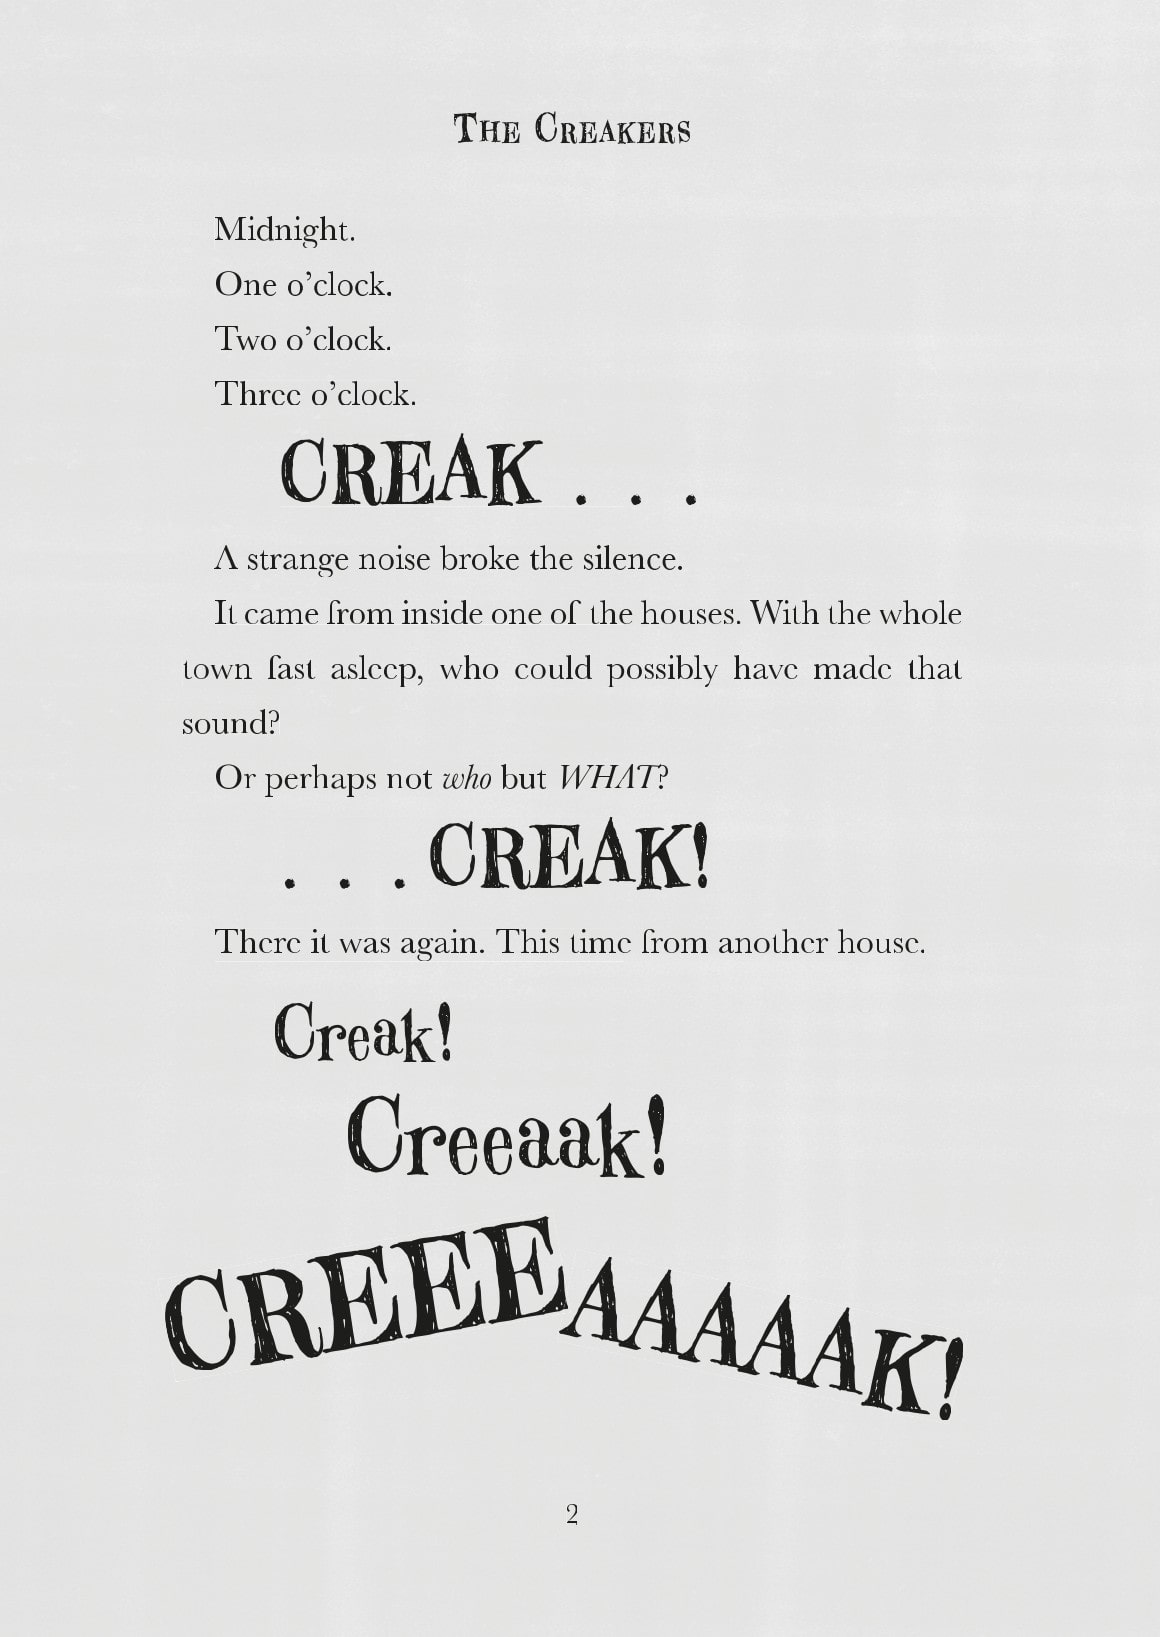 The Creakers
Midnight.
One o’clock.
Two o’clock.
Three o’clock.
CREAK . . .
A strange noise broke the silence.
It came from inside one of the houses. With the whole
town fast asleep, who could possibly have made that
sound?
Or perhaps not who but WHAT?
. . . CREAK!
There it was again. This time from another house.
Creak!
Creeaak!
CREEEAAAAAK!
2